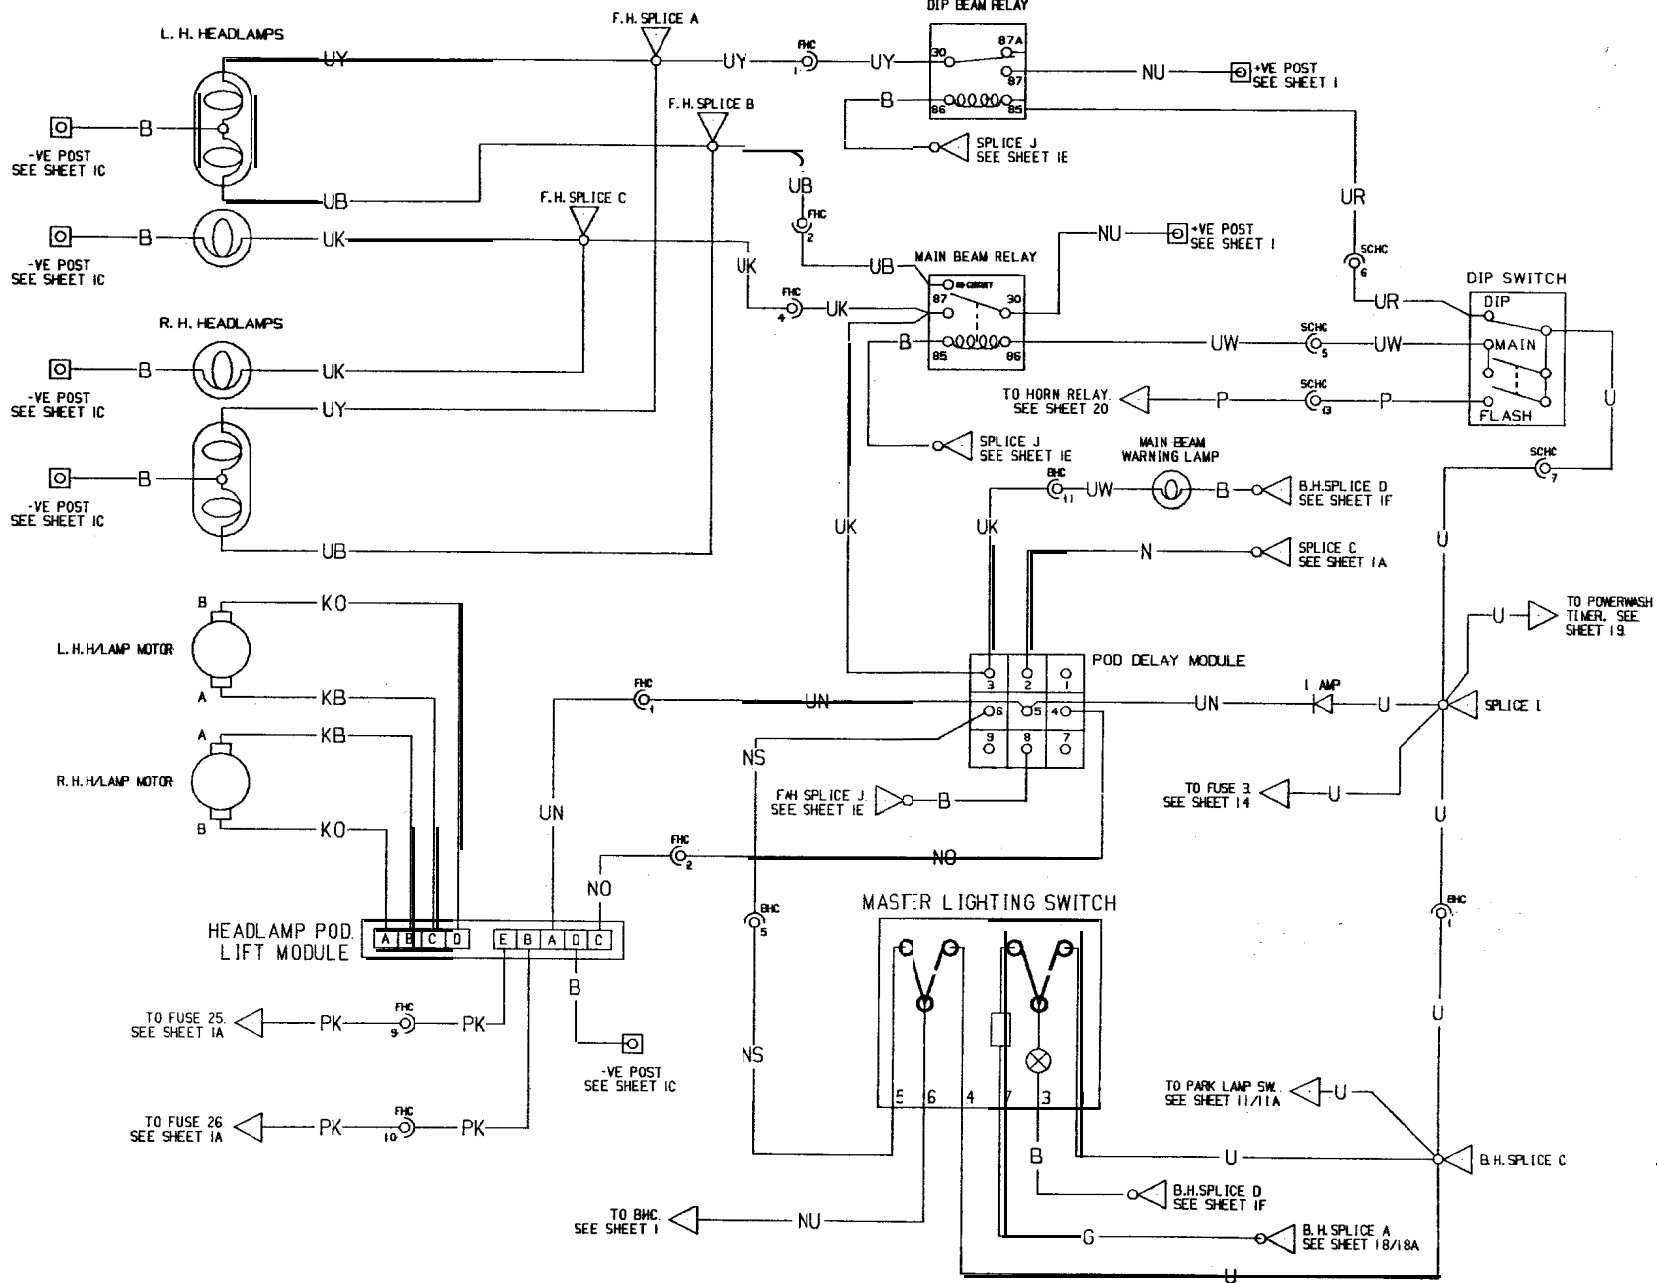 DIP BEAM RELAY
F.H. SPLICE A
L.H. HEADLAMPS
UY
UY
FHC
1
UY
30
87A
87
86
85
NU
+VE POST
SEE SHEET 1
B
F.H. SPLICE B
B
-VE POST
SEE SHEET 1C
SPLICE J
SEE SHEET 1E
UB
UB
FHC
2
F.H. SPLICE C
UR
B
UK
-VE POST
SEE SHEET 1C
UK
UB
MAIN BEAM RELAY
NU
+VE POST
SEE SHEET 1
SCHC
6
FHC
4
UK
87
30
85
86
B
DIP SWITCH
DIP
MAIN
FLASH
UR
R.H. HEADLAMPS
UW
SCHC
5
UW
B
UK
-VE POST
SEE SHEET 1C
UY
TO HORN RELAY.
SEE SHEET 20
P
SCHC
13
P
U
SPLICE J
SEE SHEET 1E
MAIN BEAM
WARNING LAMP
SCHC
7
B
-VE POST
SEE SHEET 1C
BHC
11
UW
B
B.H.SPLICE D
SEE SHEET 1F
UK
UK
U
UB
N
SPLICE C
SEE SHEET 1A
B
KO
L.H.H/LAMP MOTOR
A
KB
U
TO POWERWASH
TIMER. SEE
SHEET 19.
POD DELAY MODULE
3
2
1
6
5
4
9
8
7
FHC
1
UN
UN
1 AMP
U
SPLICE I
A
KB
R.H.H/LAMP MOTOR
B
KO
NS
UN
FAH SPLICE J.
SEE SHEET 1E
B
TO FUSE 3.
SEE SHEET 14
U
U
FHC
2
NO
NO
MASTER LIGHTING SWITCH
BHC
5
BHC
1
HEADLAMP POD.
LIFT MODULE
A
B
C
D
E
B
A
D
C
B
TO FUSE 25.
SEE SHEET 1A
PK
FHC
9
PK
U
NS
-VE POST
SEE SHEET 1C
5
6
4
7
3
1
TO PARK LAMP SW.
SEE SHEET 11/11A
U
TO FUSE 26
SEE SHEET 1A
PK
FHC
10
PK
B
U
B.H.SPLICE C
B.H.SPLICE D
SEE SHEET 1F
TO BHC.
SEE SHEET 1
NU
G
B.H.SPLICE A
SEE SHEET 18/18A
U